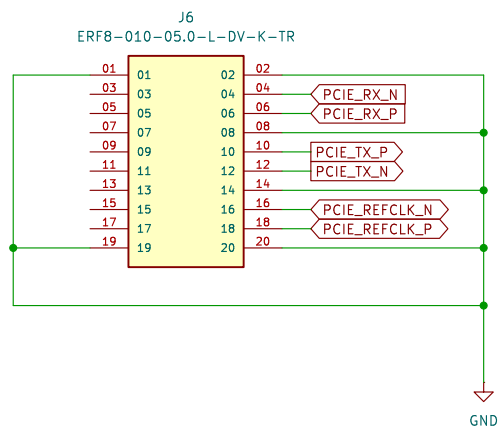 J6
ERF8-010-05.0-L-DV-K-TR
01 01 02 02
03 03 04 04 PCIE_RX_N
05 05 06 06 PCIE_RX_P
07 07 08 08
09 09 10 10 PCIE_TX_P
11 11 12 12 PCIE_TX_N
13 13 14 14
15 15 16 16 PCIE_REFCLK_N
17 17 18 18 PCIE_REFCLK_P
19 19 20 20
GND